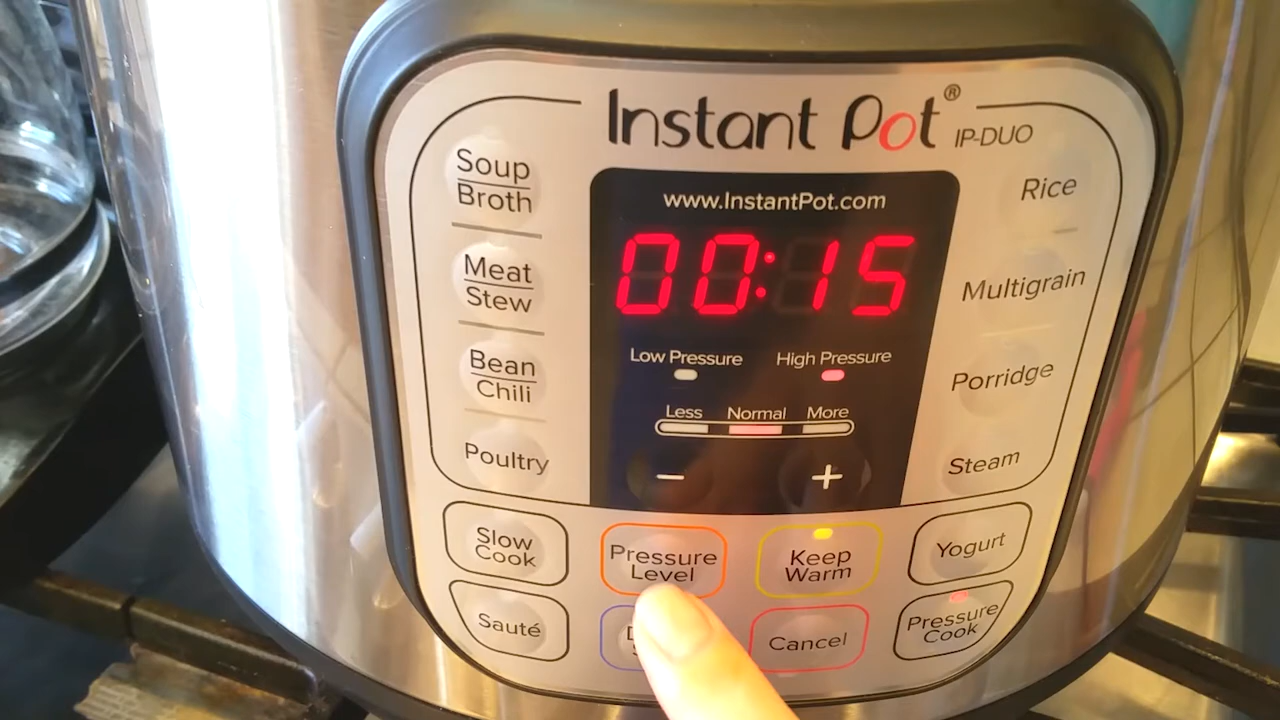 Instant Pot® IP-DUO
Soup
Broth
Meat
Stew
Bean
Chili
Poultry
www.InstantPot.com
00:15
Low Pressure
High Pressure
Less
Normal
More
−
+
Rice
Multigrain
Porridge
Steam
Slow
Cook
Pressure
Level
Keep
Warm
Yogurt
Sauté
Cancel
Pressure
Cook